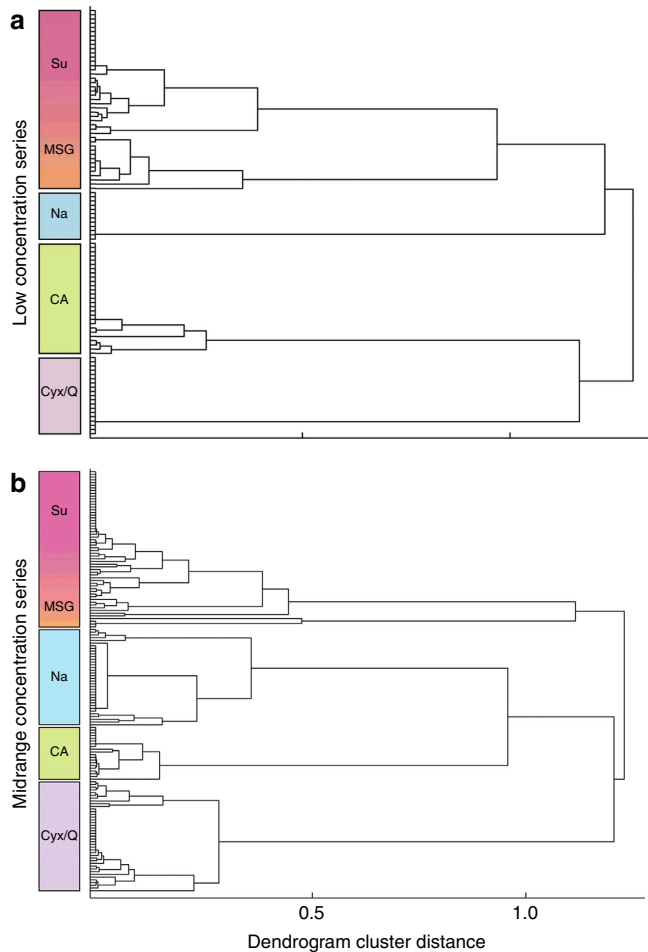 a
Low concentration series
Su
MSG
Na
CA
Cyx/Q
b
Midrange concentration series
Su
MSG
Na
CA
Cyx/Q
0.5 1.0
Dendrogram cluster distance